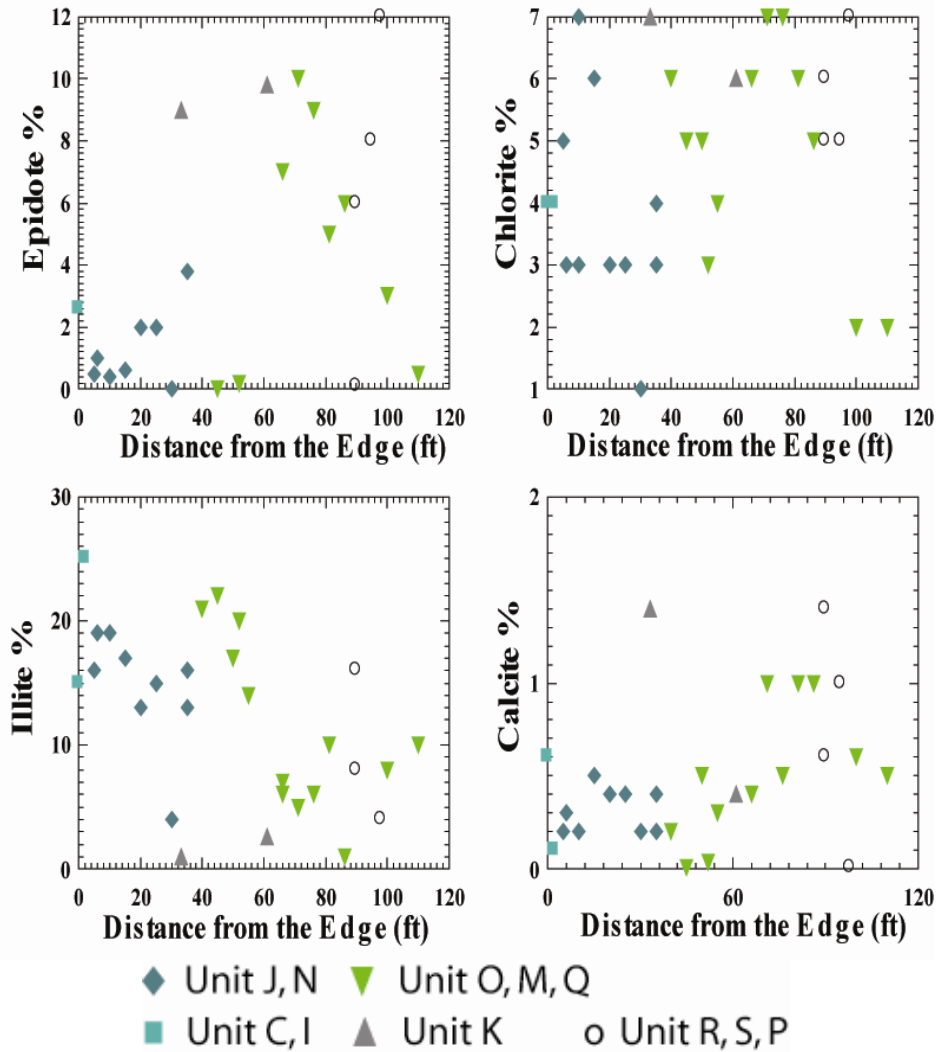 Epidote %
12
10
8
6
4
2
0
0 20 40 60 80 100 120
Distance from the Edge (ft)
Chlorite %
7
6
5
4
3
2
1
0 20 40 60 80 100 120
Distance from the Edge (ft)
Illite %
30
20
10
0
0 20 40 60 80 100 120
Distance from the Edge (ft)
Calcite %
2
1
0
0 60 120
Distance from the Edge (ft)
Unit J, N Unit O, M, Q
Unit C, I Unit K Unit R, S, P